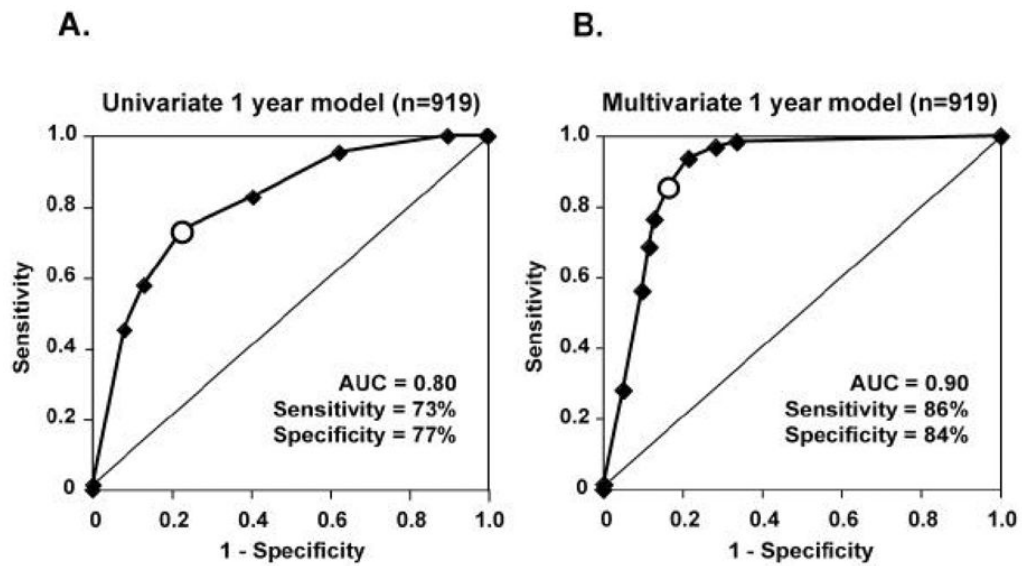 A.
Univariate 1 year model (n=919)
1.0
0.8
0.6
0.4
0.2
0
Sensitivity
AUC = 0.80
Sensitivity = 73%
Specificity = 77%
0 0.2 0.4 0.6 0.8 1.0
1 - Specificity
B.
Multivariate 1 year model (n=919)
1.0
0.8
0.6
0.4
0.2
0
Sensitivity
AUC = 0.90
Sensitivity = 86%
Specificity = 84%
0 0.2 0.4 0.6 0.8 1.0
1 - Specificity